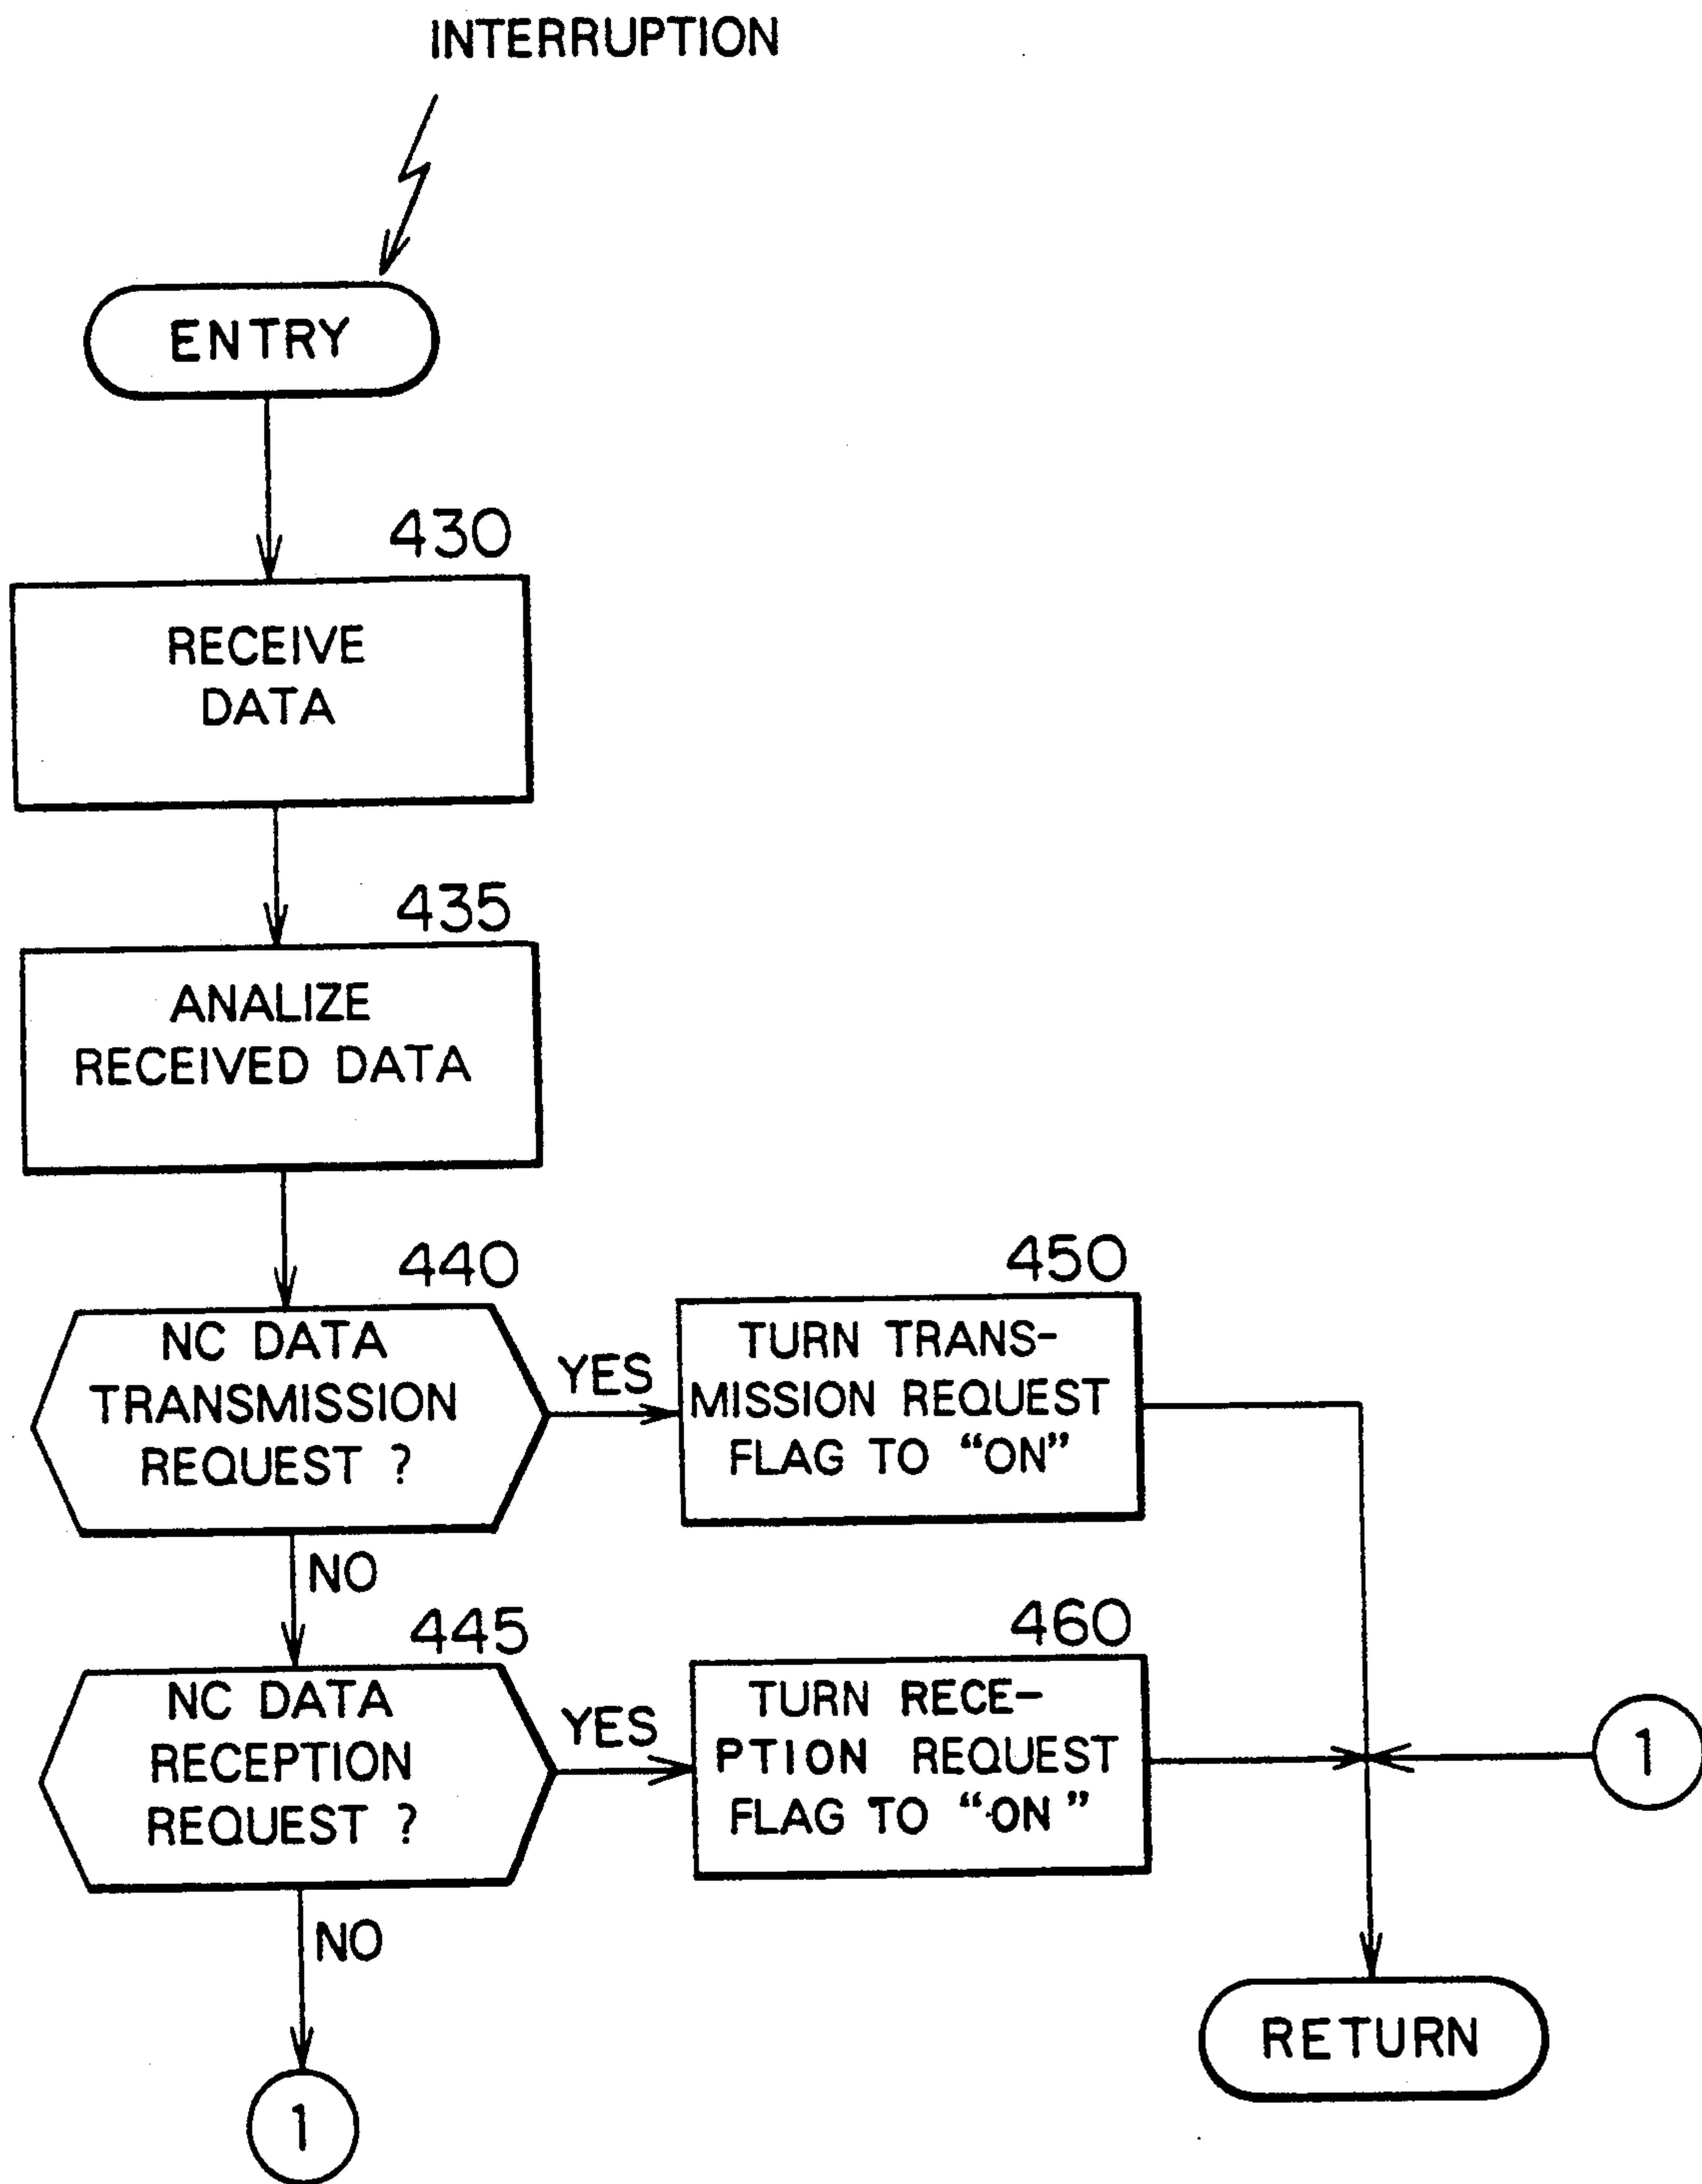 INTERRUPTION
ENTRY
430
RECEIVE
DATA
435
ANALIZE
RECEIVED DATA
440
NC DATA
TRANSMISSION
REQUEST ?
YES
450
TURN TRANS-
MISSION REQUEST
FLAG TO “ON”
NO
445
NC DATA
RECEPTION
REQUEST ?
YES
460
TURN RECE-
PTION REQUEST
FLAG TO “ON”
1
NO
RETURN
1